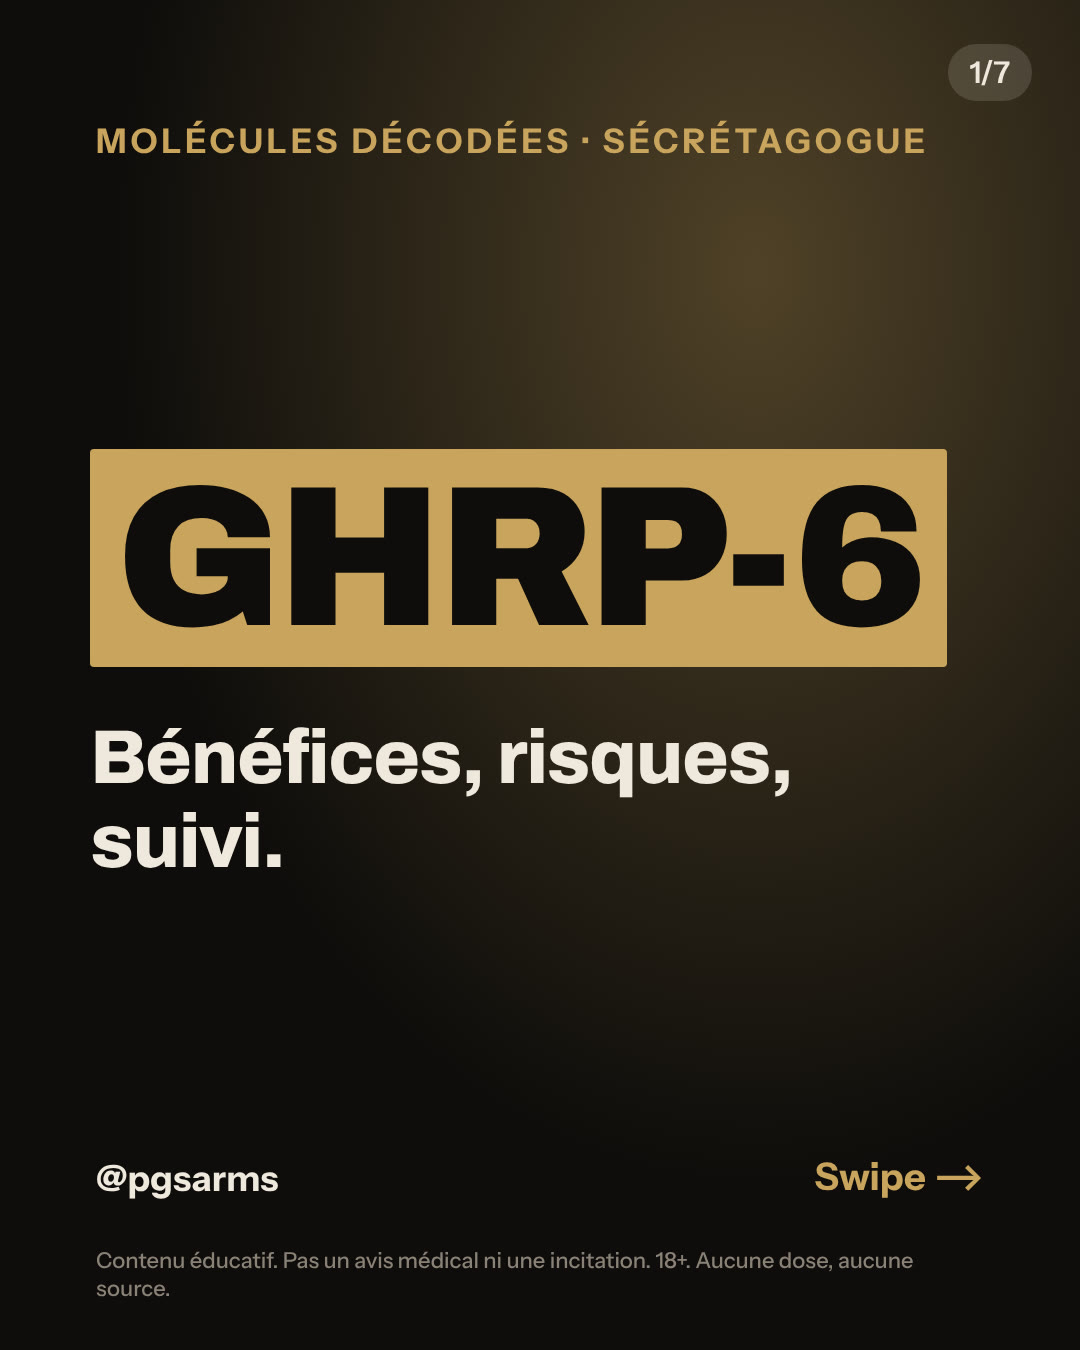 1/7
MOLÉCULES DÉCODÉES · SÉCRÉTAGOGUE
GHRP-6
Bénéfices, risques,
suivi.
@pgsarms
Swipe →
Contenu éducatif. Pas un avis médical ni une incitation. 18+. Aucune dose, aucune
source.